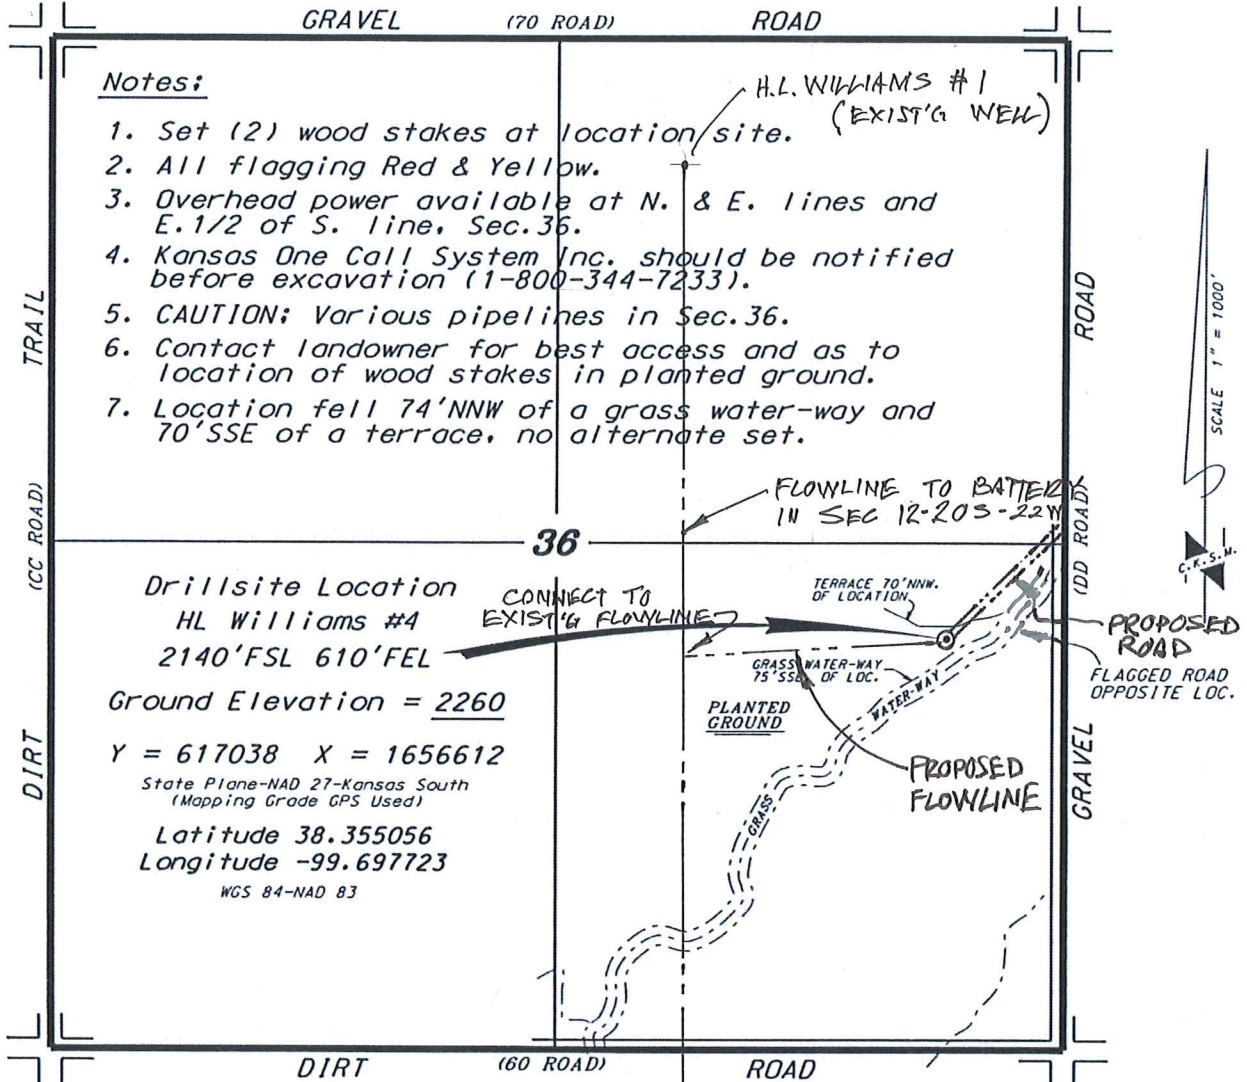 GRAVEL (70 ROAD) ROAD
Notes:
1. Set (2) wood stakes at location site.
2. All flagging Red & Yellow.
3. Overhead power available at N. & E. lines and
E.1/2 of S. line, Sec.36.
4. Kansas One Call System Inc. should be notified
before excavation (1-800-344-7233).
5. CAUTION: Various pipelines in Sec.36.
6. Contact landowner for best access and as to
location of wood stakes in planted ground.
7. Location fell 74'NNW of a grass water-way and
70'SSE of a terrace, no alternate set.
H.L. WILLIAMS #1
(EXIST'G WELL)
FLOWLINE TO BATTERY
IN SEC 12-20S-22W
36
Drillsite Location
HL Williams #4
2140'FSL 610'FEL
Ground Elevation = 2260
Y = 617038 X = 1656612
State Plane-NAD 27-Kansas South
(Mapping Grade GPS Used)
Latitude 38.355056
Longitude -99.697723
WGS 84-NAD 83
CONNECT TO
EXIST'G FLOWLINE
TERRACE 70'NNW.
OF LOCATION
GRASS WATER-WAY
75'SSE OF LOC.
PLANTED
GROUND
WATER-WAY
GRASS
PROPOSED
FLOWLINE
PROPOSED
ROAD
FLAGGED ROAD
OPPOSITE LOC.
DIRT (CC ROAD) TRAIL
GRAVEL (DD ROAD) ROAD
SCALE 1" = 1000'
C.K.S.M.
DIRT (60 ROAD) ROAD